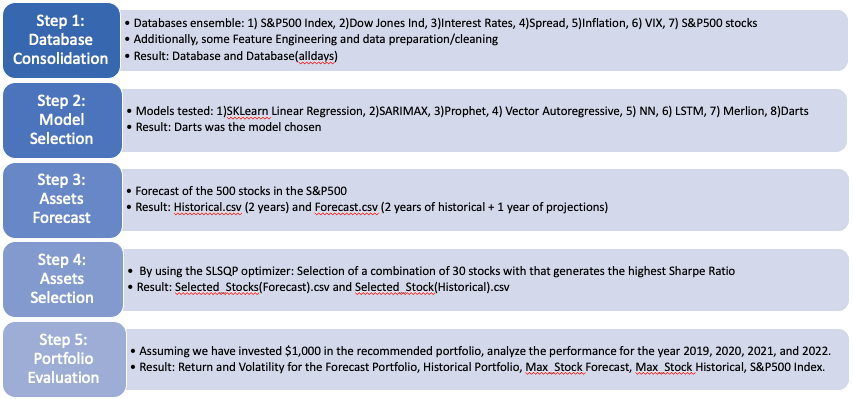 Step 1:
Database
Consolidation
• Databases ensemble: 1) S&P500 Index, 2)Dow Jones Ind, 3)Interest Rates, 4)Spread, 5)Inflation, 6) VIX, 7) S&P500 stocks
• Additionally, some Feature Engineering and data preparation/cleaning
• Result: Database and Database(alldays)
Step 2:
Model
Selection
• Models tested: 1)SKLearn Linear Regression, 2)SARIMAX, 3)Prophet, 4) Vector Autoregressive, 5) NN, 6) LSTM, 7) Merlion, 8)Darts
• Result: Darts was the model chosen
Step 3:
Assets
Forecast
• Forecast of the 500 stocks in the S&P500
• Result: Historical.csv (2 years) and Forecast.csv (2 years of historical + 1 year of projections)
Step 4:
Assets
Selection
• By using the SLSQP optimizer: Selection of a combination of 30 stocks with that generates the highest Sharpe Ratio
• Result: Selected_Stocks(Forecast).csv and Selected_Stock(Historical).csv
Step 5:
Portfolio
Evaluation
• Assuming we have invested $1,000 in the recommended portfolio, analyze the performance for the year 2019, 2020, 2021, and 2022.
• Result: Return and Volatility for the Forecast Portfolio, Historical Portfolio, Max_Stock Forecast, Max_Stock Historical, S&P500 Index.